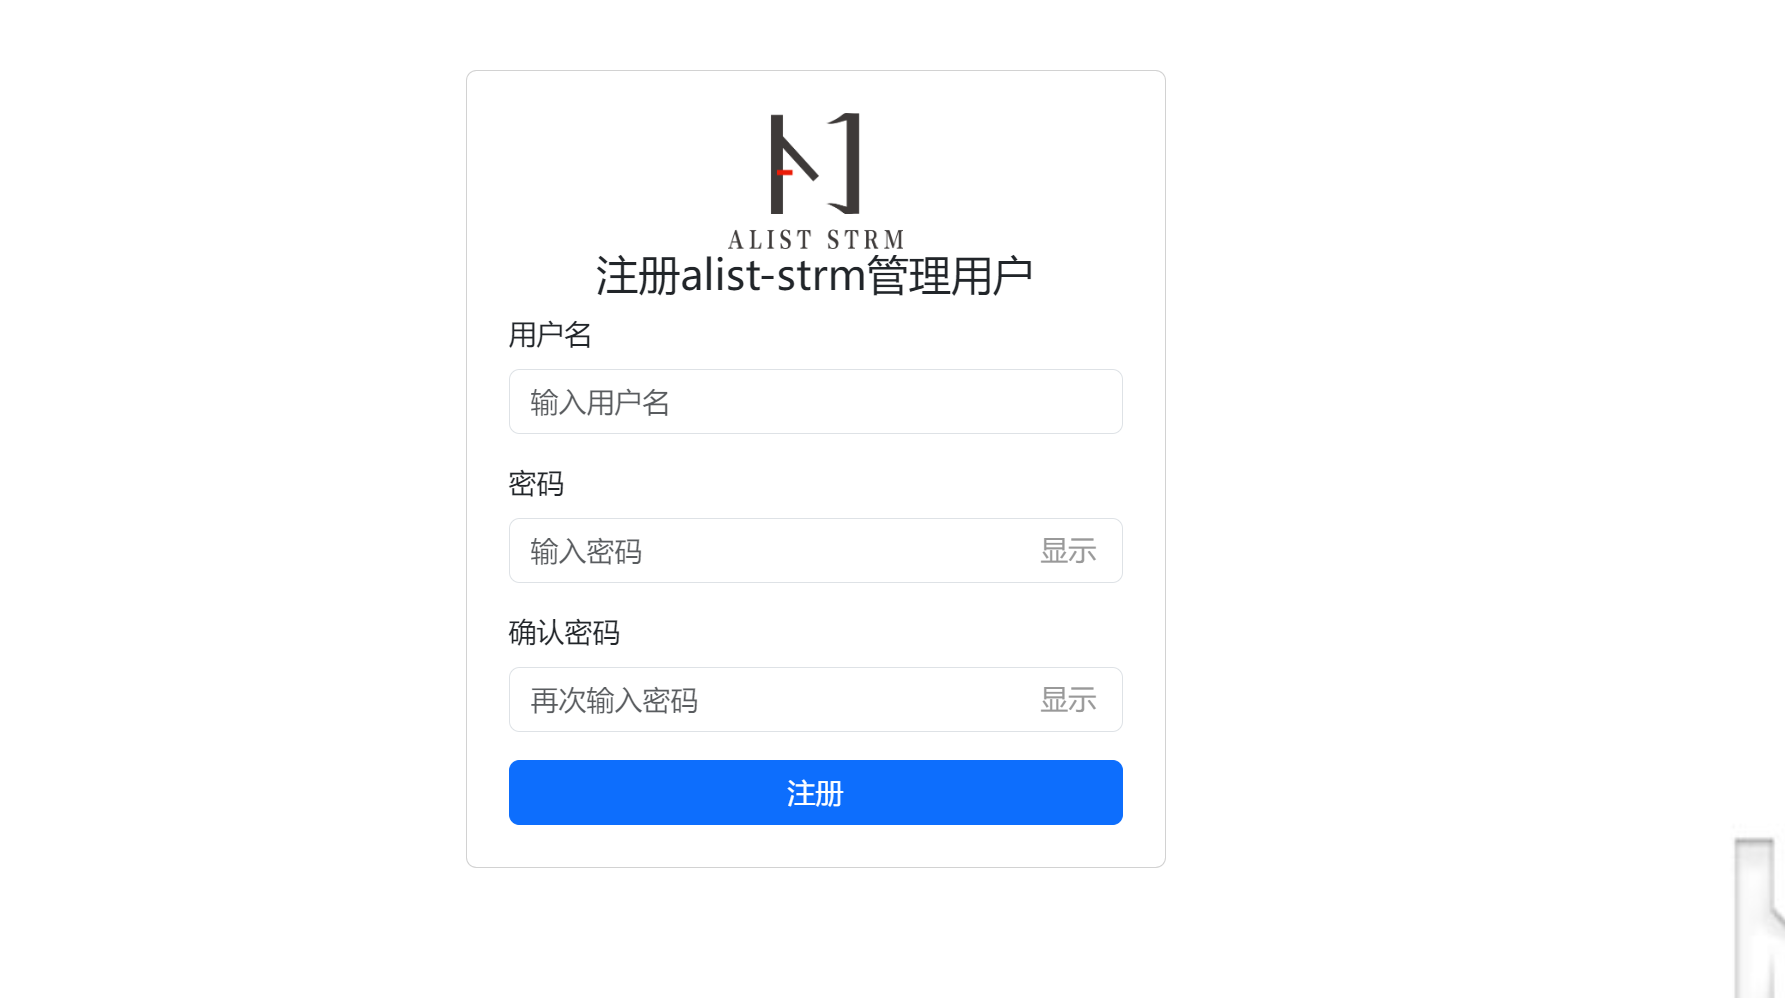 ALIST STRM
注册alist-strm管理用户
用户名
输入用户名
密码
输入密码 显示
确认密码
再次输入密码 显示
注册